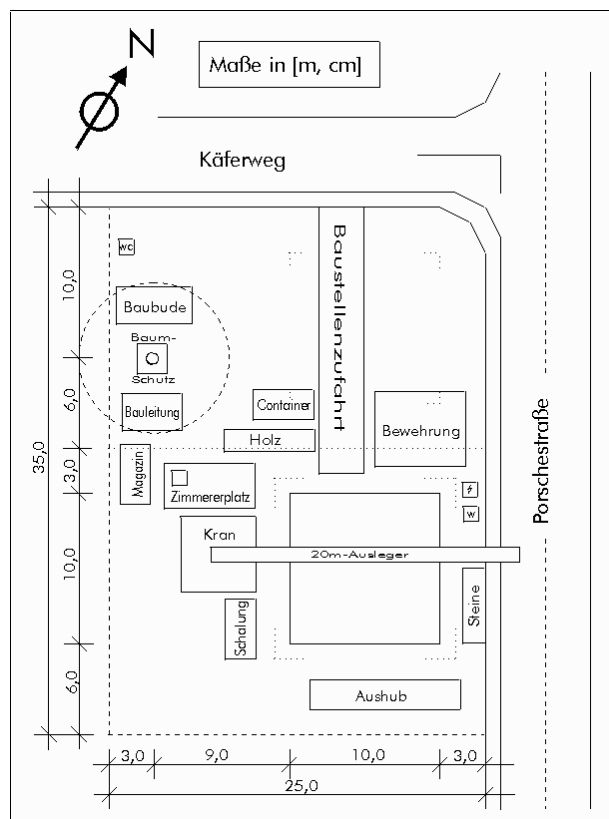 N
Maße in [m, cm]
Käferweg
wc
Baustellenzufahrt
10,0
Baubude
Baum-
Schutz
6,0
Bauleitung
Container
Bewehrung
Holz
Porschestraße
35,0
3,0
Magazin
Zimmererplatz
w
Kran
20m-Ausleger
10,0
Steine
Schalung
6,0
Aushub
3,0
9,0
10,0
3,0
25,0